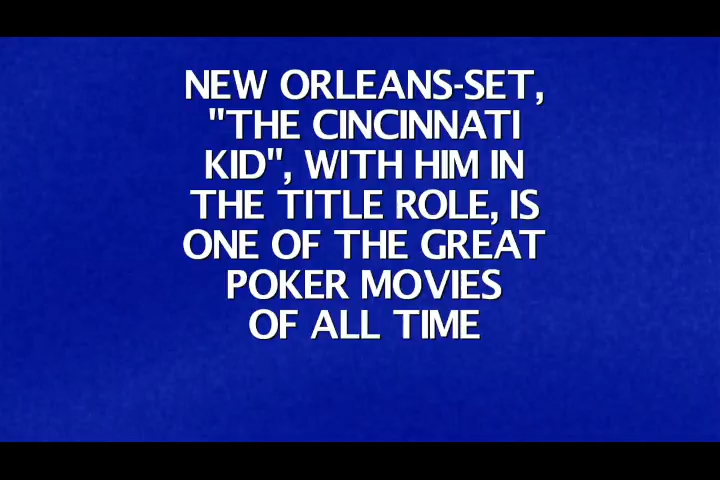 NEW ORLEANS-SET,
"THE CINCINNATI
KID", WITH HIM IN
THE TITLE ROLE, IS
ONE OF THE GREAT
POKER MOVIES
OF ALL TIME